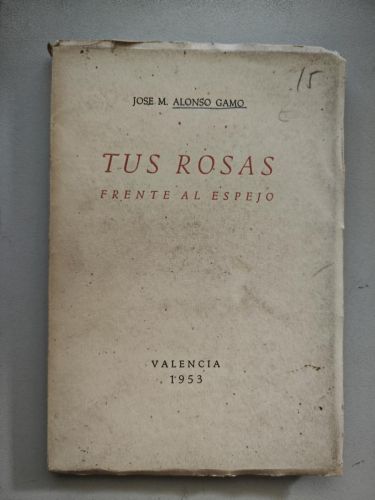 JOSE M. ALONSO GAMO
15
TUS ROSAS
FRENTE AL ESPEJO
VALENCIA
1953